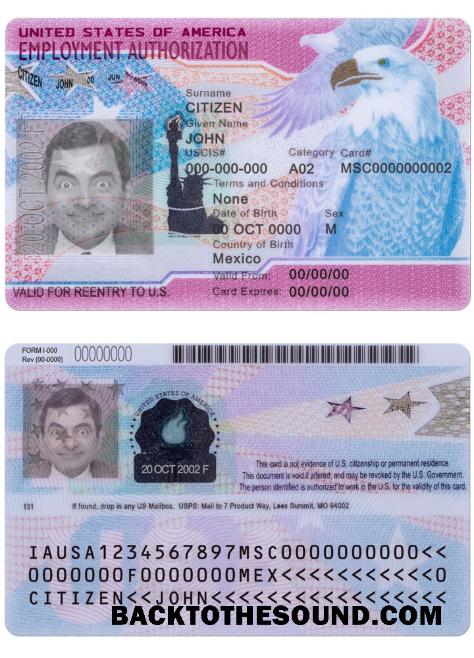 UNITED STATES OF AMERICA
EMPLOYMENT AUTHORIZATION
CITIZEN JOHN 00 JUN
Surname
CITIZEN
Given Name
JOHN
USCIS# Category Card#
000-000-000 A02 MSC0000000002
Terms and Conditions
None
Date of Birth Sex
00 OCT 0000 M
Country of Birth
Mexico
Valid From: 00/00/00
Card Expires: 00/00/00
20 OCT 2002 F
VALID FOR REENTRY TO U.S.
FORM I-000
Rev (00-0000)
00000000
UNITED STATES OF AMERICA
20 OCT 2002 F
This card is not evidence of U.S. citizenship or permanent residence.
This document is void if altered, and may be revoked by the U.S. Government.
The person identified is authorized to work in the U.S. for the validity of this card.
131 If found, drop in any US Mailbox. USPS: Mail to 7 Product Way, Lees Summit, MO 64002
IAUSA1234567897MSC0000000000<<
0000000F0000000MEX<<<<<<<<<<<0
CITIZEN<<JOHN<<<<<<<<<<<<<<<<<
BACKTOTHESOUND.COM